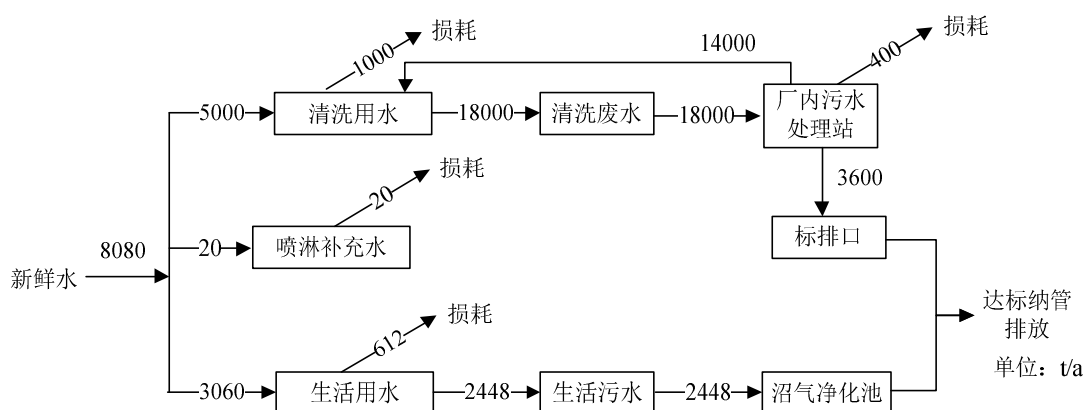 损耗
1000
14000
损耗
400
5000
清洗用水
18000
清洗废水
18000
厂内污水
处理站
损耗
20
3600
8080
20
喷淋补充水
标排口
新鲜水
损耗
612
达标纳管
排放
单位：t/a
3060
生活用水
2448
生活污水
2448
沼气净化池